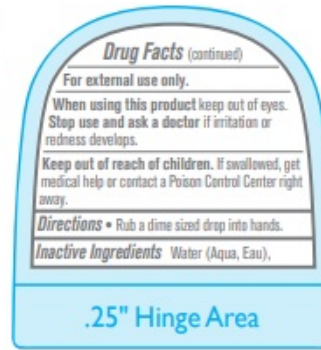 Drug Facts (continued)
For external use only.
When using this product keep out of eyes.
Stop use and ask a doctor if irritation or
redness develops.
Keep out of reach of children. If swallowed, get
medical help or contact a Poison Control Center right
away.
Directions • Rub a dime sized drop into hands.
Inactive Ingredients Water (Aqua, Eau),
.25" Hinge Area